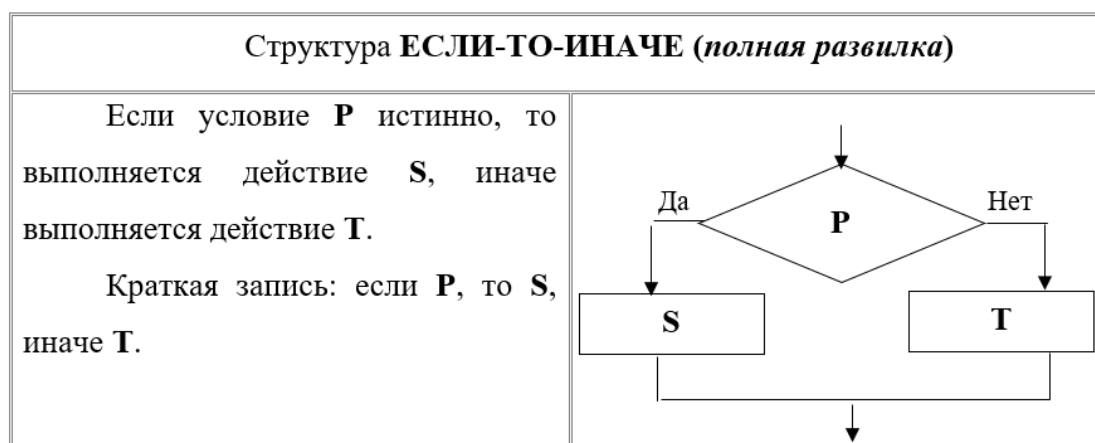 Структура ЕСЛИ-ТО-ИНАЧЕ (полная развилка)
Если условие P истинно, то
выполняется действие S, иначе
выполняется действие T.
Краткая запись: если P, то S,
иначе T.
Да
Нет
P
S
T